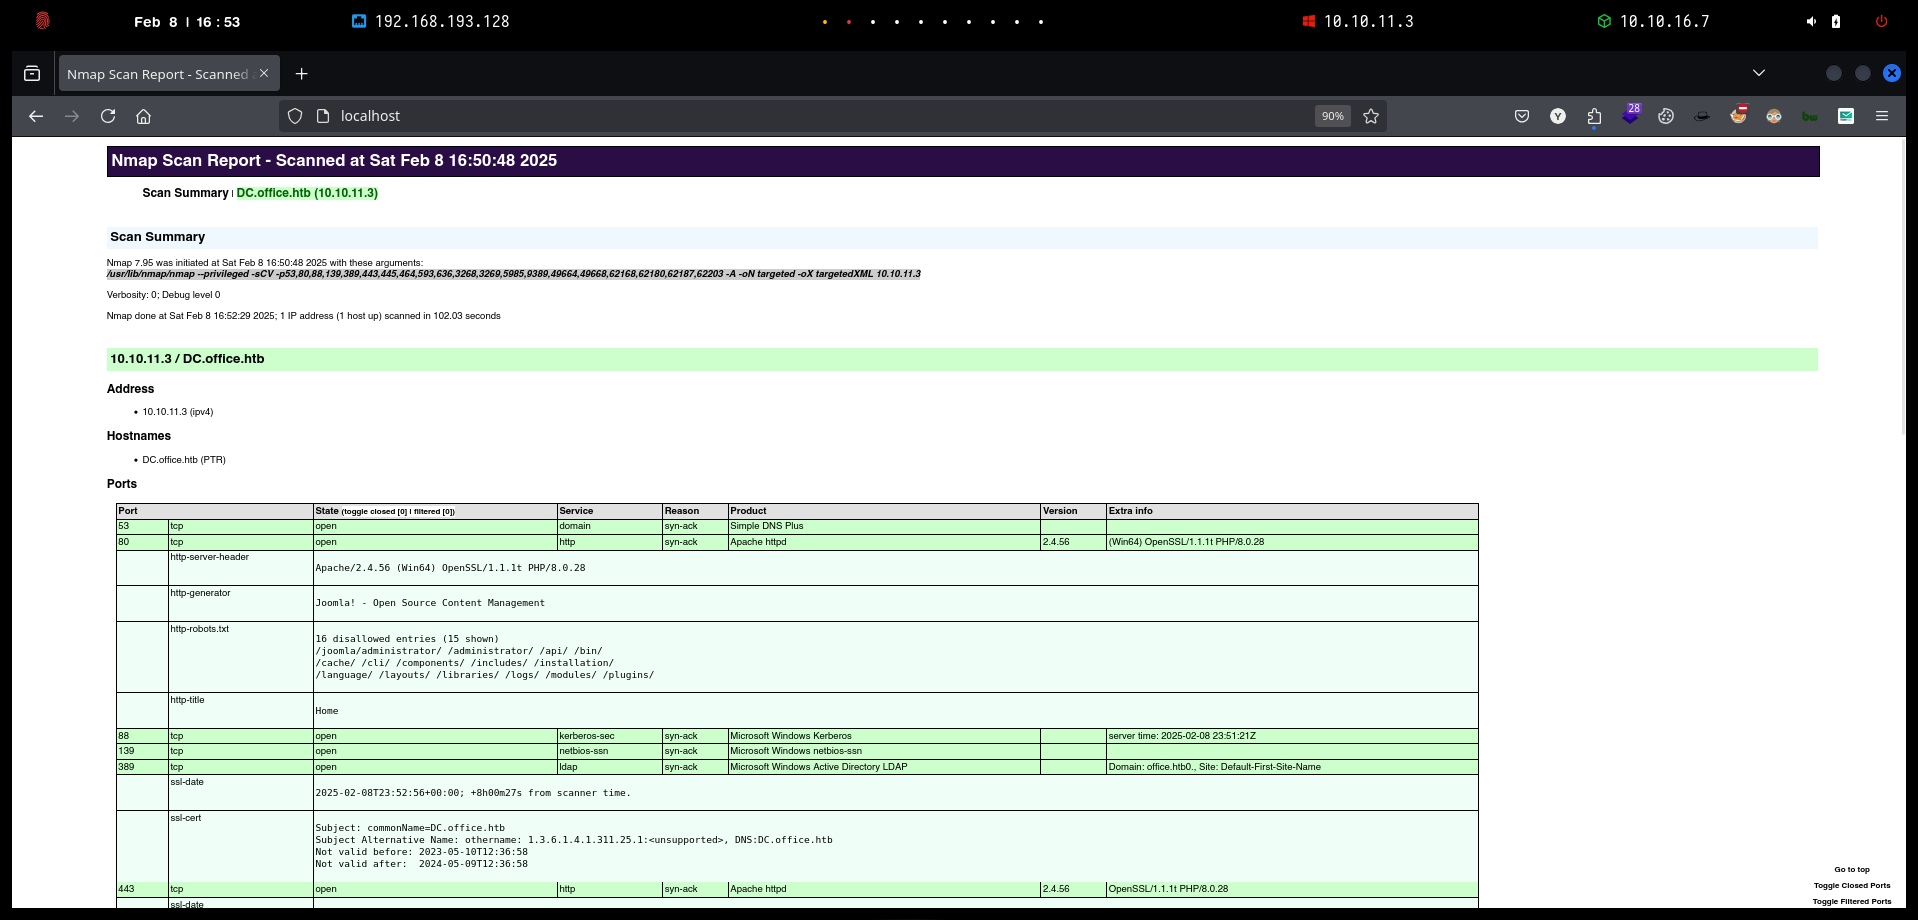 Feb 8 | 16:53 192.168.193.128 10.10.11.3 10.10.16.7
Nmap Scan Report - Scanned
localhost 90% 28
Nmap Scan Report - Scanned at Sat Feb 8 16:50:48 2025
Scan Summary | DC.office.htb (10.10.11.3)
Scan Summary
Nmap 7.95 was initiated at Sat Feb 8 16:50:48 2025 with these arguments:
/usr/lib/nmap/nmap --privileged -sCV -p53,80,88,139,389,443,445,464,593,636,3268,3269,5985,9389,49664,49668,62168,62180,62187,62203 -A -oN targeted -oX targetedXML 10.10.11.3
Verbosity: 0; Debug level 0
Nmap done at Sat Feb 8 16:52:29 2025; 1 IP address (1 host up) scanned in 102.03 seconds
10.10.11.3 / DC.office.htb
Address
• 10.10.11.3 (ipv4)
Hostnames
• DC.office.htb (PTR)
Ports
Port State (toggle closed [0] | filtered [0]) Service Reason Product Version Extra info
53 tcp open domain syn-ack Simple DNS Plus
80 tcp open http syn-ack Apache httpd 2.4.56 (Win64) OpenSSL/1.1.1t PHP/8.0.28
http-server-header
Apache/2.4.56 (Win64) OpenSSL/1.1.1t PHP/8.0.28
http-generator
Joomla! - Open Source Content Management
http-robots.txt
16 disallowed entries (15 shown)
/joomla/administrator/ /administrator/ /api/ /bin/
/cache/ /cli/ /components/ /includes/ /installation/
/language/ /layouts/ /libraries/ /logs/ /modules/ /plugins/
http-title
Home
88 tcp open kerberos-sec syn-ack Microsoft Windows Kerberos server time: 2025-02-08 23:51:21Z
139 tcp open netbios-ssn syn-ack Microsoft Windows netbios-ssn
389 tcp open ldap syn-ack Microsoft Windows Active Directory LDAP Domain: office.htb0., Site: Default-First-Site-Name
ssl-date
2025-02-08T23:52:56+00:00; +8h00m27s from scanner time.
ssl-cert
Subject: commonName=DC.office.htb
Subject Alternative Name: othername: 1.3.6.1.4.1.311.25.1:<unsupported>, DNS:DC.office.htb
Not valid before: 2023-05-10T12:36:58
Not valid after: 2024-05-09T12:36:58
443 tcp open http syn-ack Apache httpd 2.4.56 OpenSSL/1.1.1t PHP/8.0.28
ssl-date
Go to top
Toggle Closed Ports
Toggle Filtered Ports